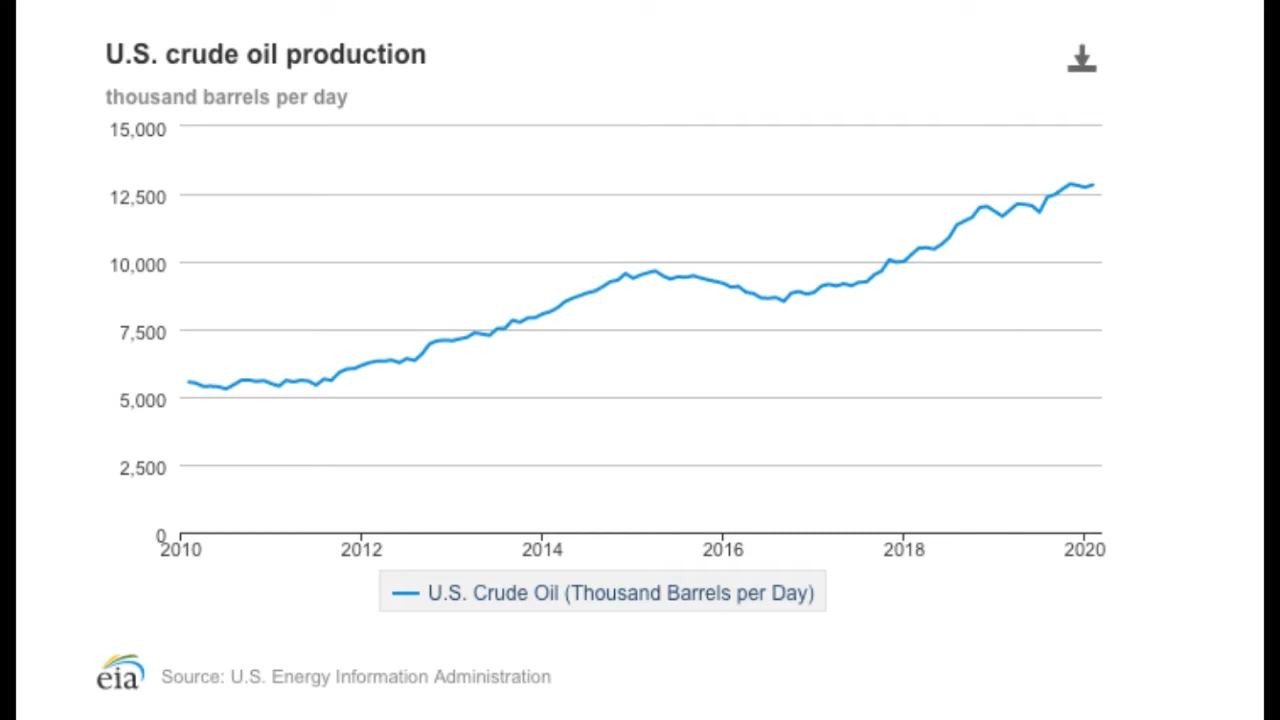 U.S. crude oil production
thousand barrels per day
15,000
12,500
10,000
7,500
5,000
2,500
0
2010 2012 2014 2016 2018 2020
U.S. Crude Oil (Thousand Barrels per Day)
eia Source: U.S. Energy Information Administration